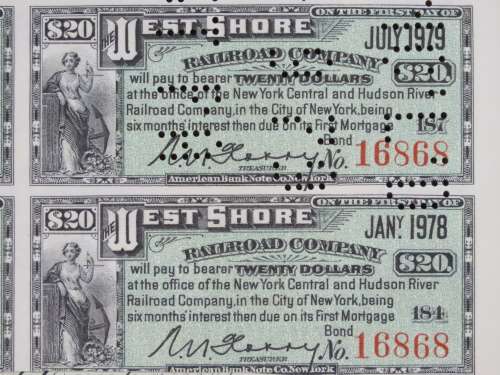 ON THE FIRST DAY OF
$20 THE WEST SHORE JULY 1979
RAILROAD COMPANY $20.
will pay to bearer TWENTY DOLLARS
at the office of the New York Central and Hudson River
Railroad Company, in the City of New York, being
six months' interest then due on its First Mortgage 187
Bond
No. 16868
TREASURER
American Bank Note Co. New York
ON THE FIRST DAY OF
$20 THE WEST SHORE JANY. 1978
RAILROAD COMPANY $20.
will pay to bearer TWENTY DOLLARS
at the office of the New York Central and Hudson River
Railroad Company, in the City of New York, being
six months' interest then due on its First Mortgage 184
Bond
No. 16868
TREASURER
American Bank Note Co. New York